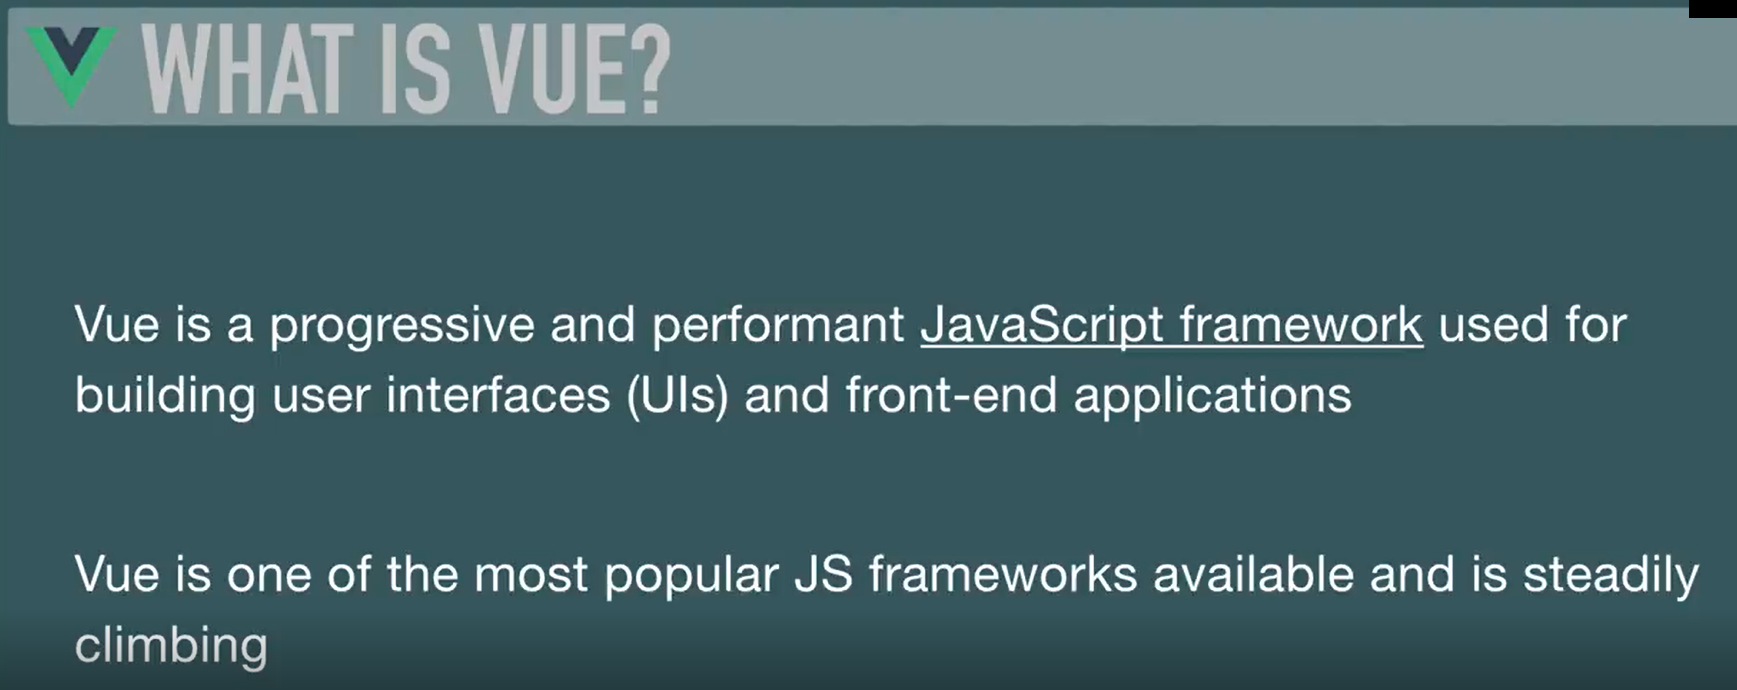 WHAT IS VUE?
Vue is a progressive and performant JavaScript framework used for
building user interfaces (UIs) and front-end applications
Vue is one of the most popular JS frameworks available and is steadily
climbing